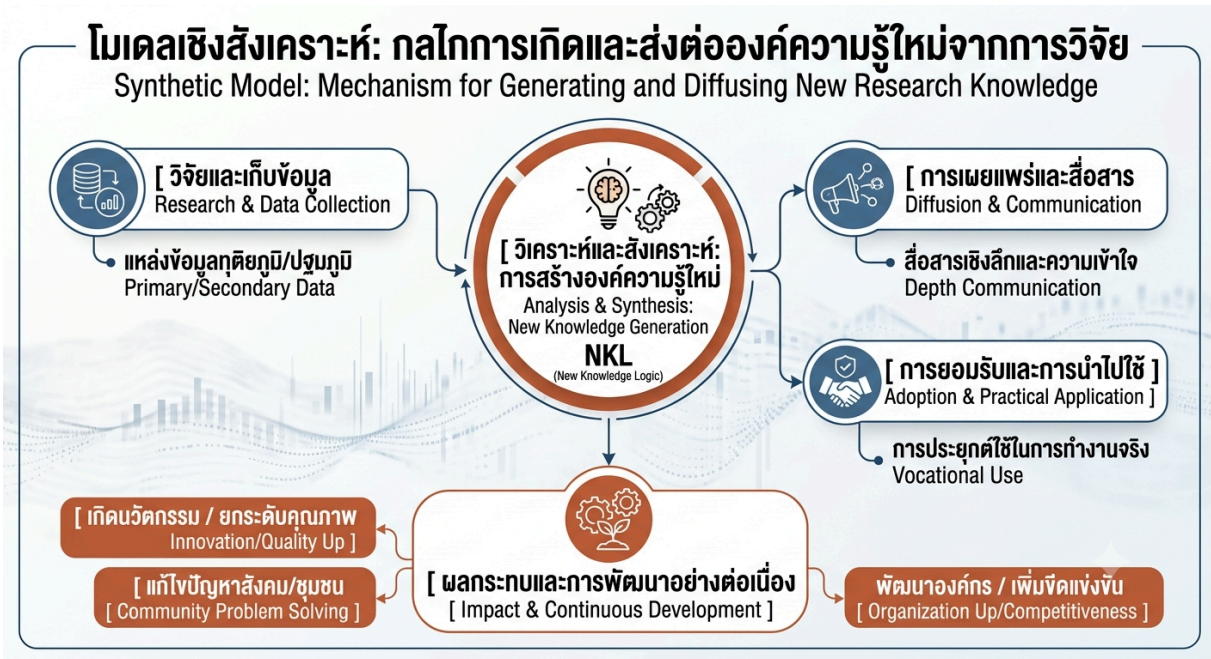 โมเดลเชิงสังเคราะห์: กลไกการเกิดและส่งต่อองค์ความรู้ใหม่จากการวิจัย
Synthetic Model: Mechanism for Generating and Diffusing New Research Knowledge
[ วิจัยและเก็บข้อมูล
Research & Data Collection
แหล่งข้อมูลทุติยภูมิ/ปฐมภูมิ
Primary/Secondary Data
[ วิเคราะห์และสังเคราะห์:
การสร้างองค์ความรู้ใหม่
Analysis & Synthesis:
New Knowledge Generation
NKL
(New Knowledge Logic)
[ การเผยแพร่และสื่อสาร
Diffusion & Communication
สื่อสารเชิงลึกและความเข้าใจ
Depth Communication
[ การยอมรับและการนำไปใช้ ]
Adoption & Practical Application ]
การประยุกต์ใช้ในการทำงานจริง
Vocational Use
[ เกิดนวัตกรรม / ยกระดับคุณภาพ
Innovation/Quality Up ]
[ แก้ไขปัญหาสังคม/ชุมชน
[ Community Problem Solving ]
[ ผลกระทบและการพัฒนาอย่างต่อเนื่อง
[ Impact & Continuous Development ]
พัฒนาองค์กร / เพิ่มขีดแข่งขัน
[ Organization Up/Competitiveness ]